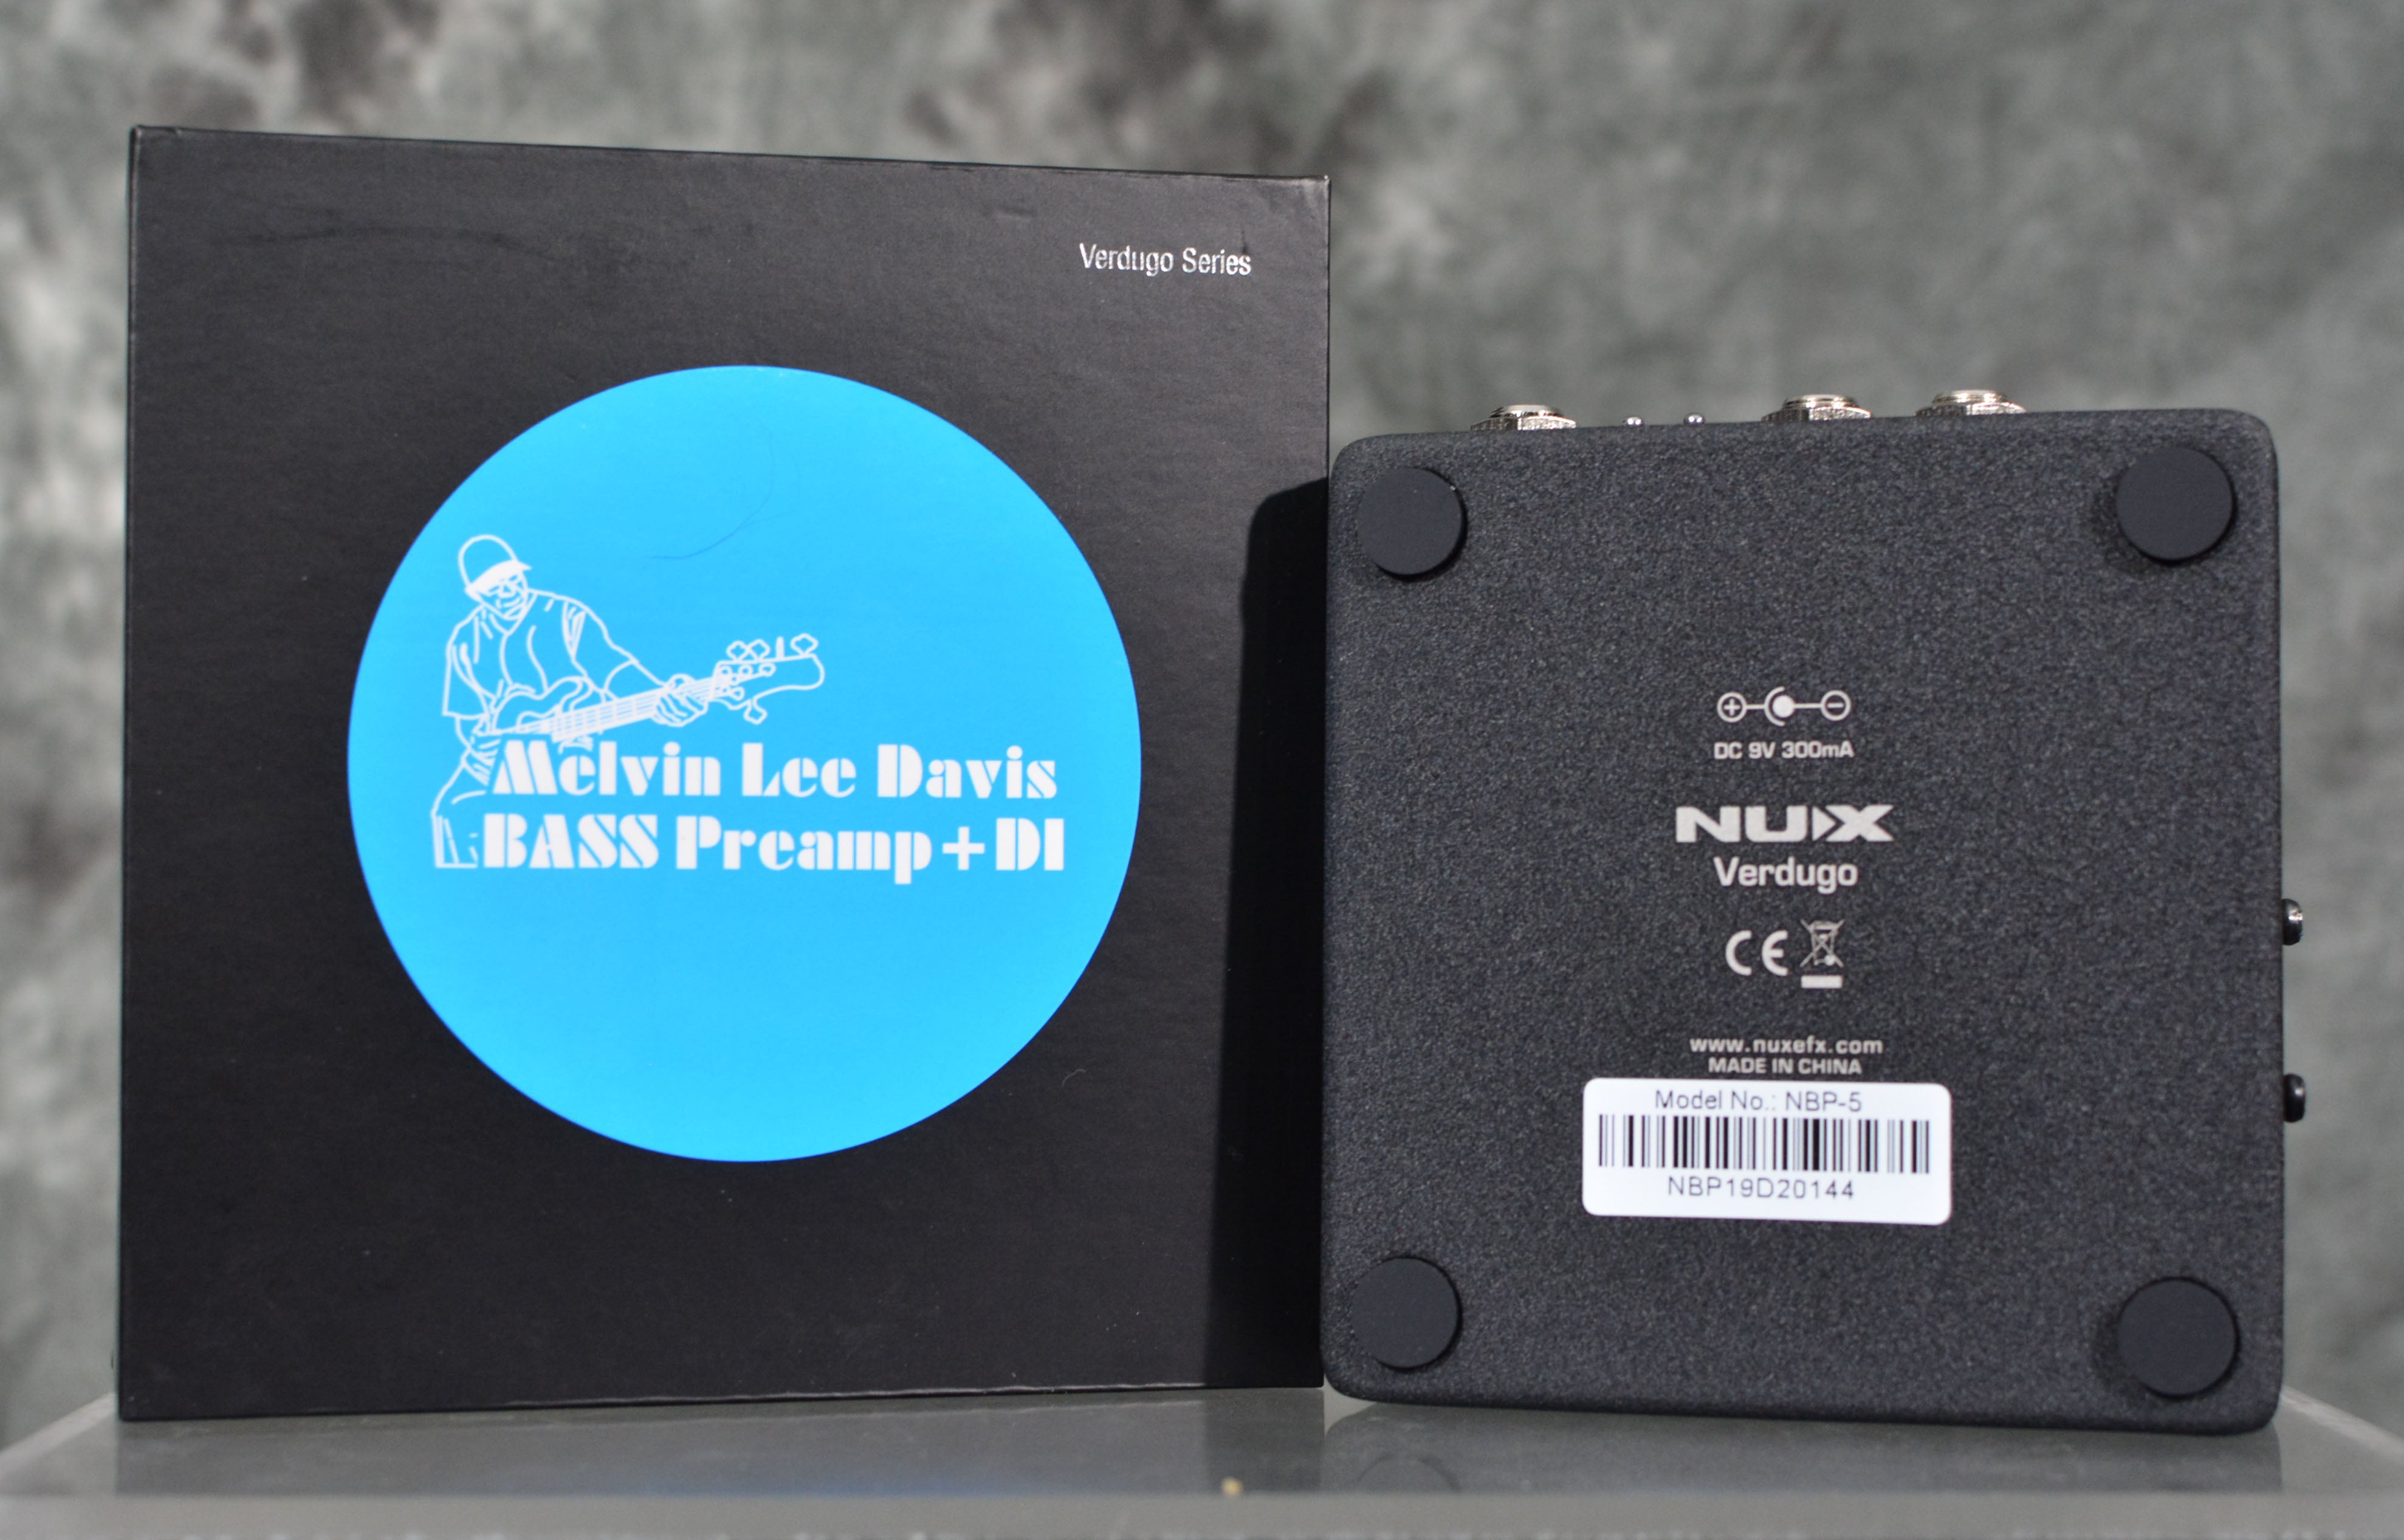 Verdugo Series
Melvin Lee Davis
BASS Preamp+DI
DC 9V 300mA
NUX
Verdugo
CE
www.nuxefx.com
MADE IN CHINA
Model No.: NBP-5
NBP19D20144